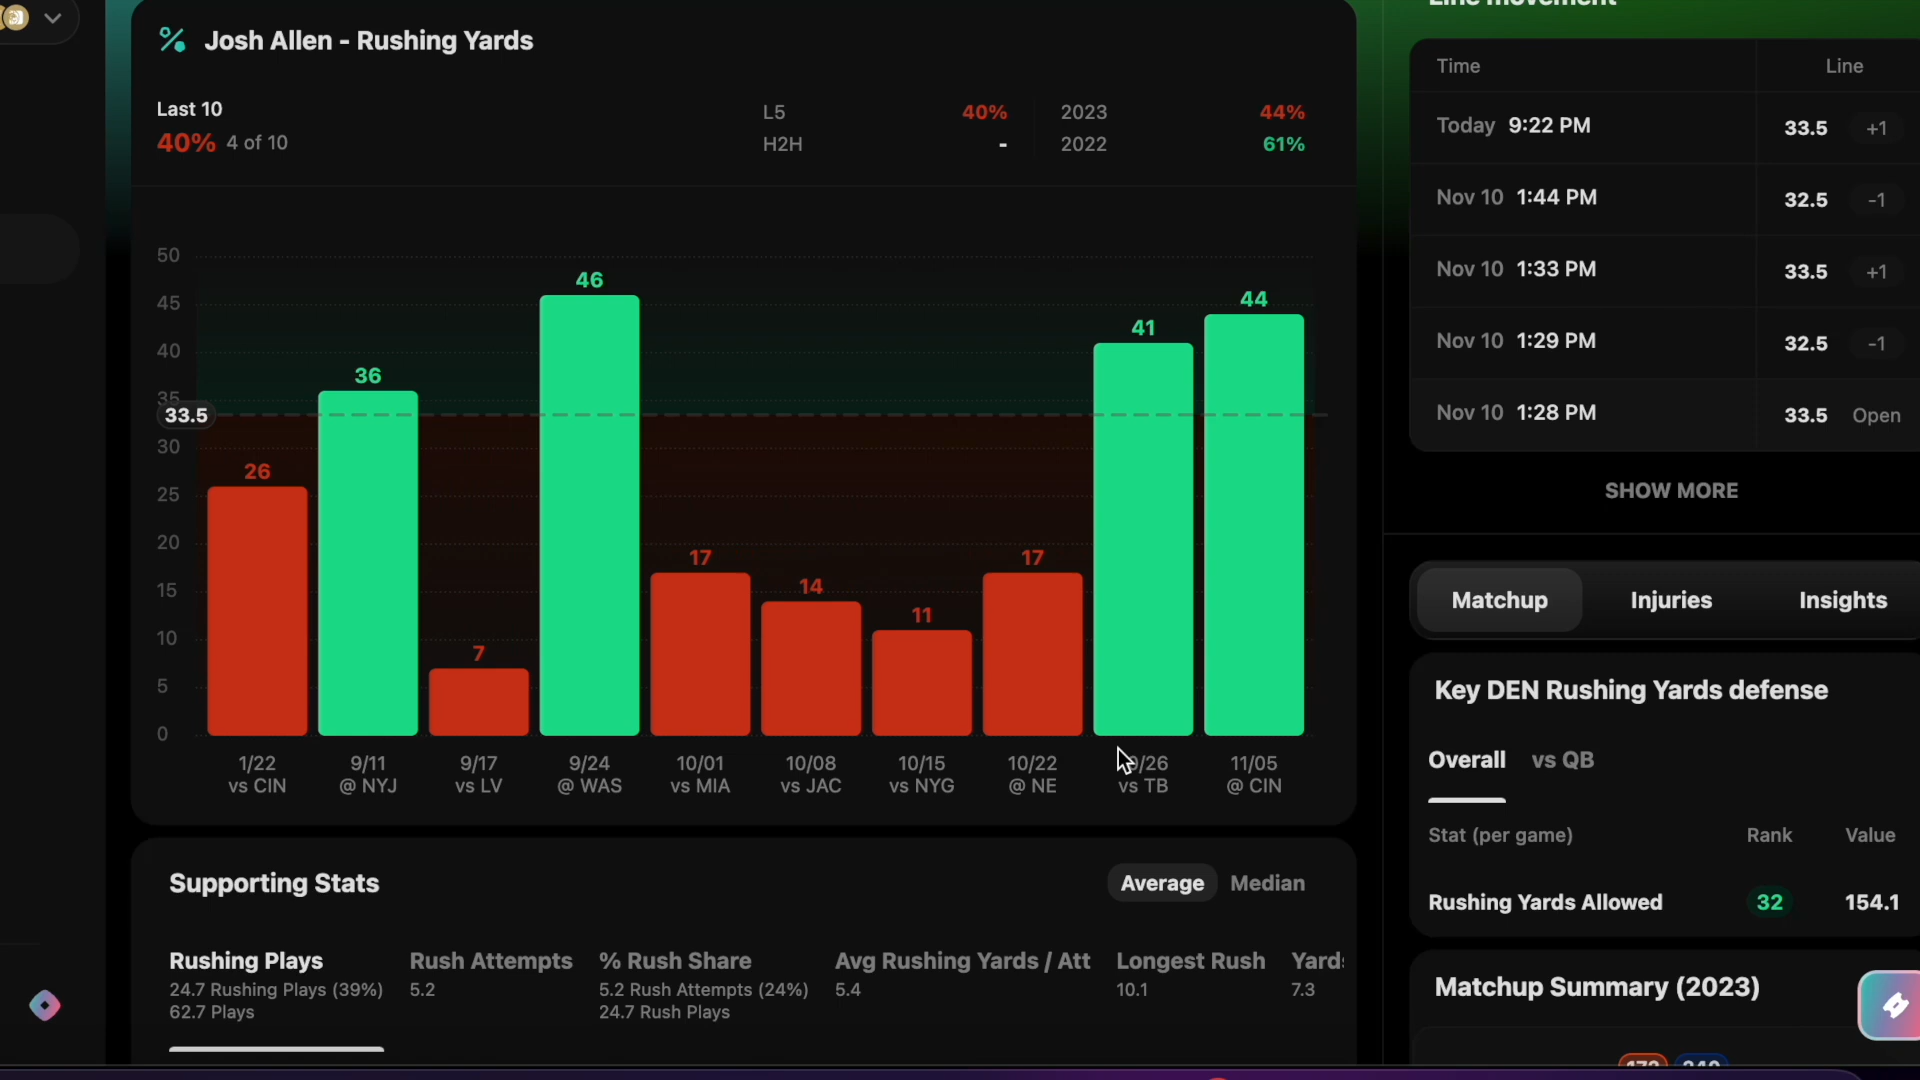 Josh Allen - Rushing Yards
Last 10
40% 4 of 10
L5 40%
H2H -
2023 44%
2022 61%
50
45
40
35
33.5
30
25
20
15
10
5
0
26
36
7
46
17
14
11
17
41
44
1/22
vs CIN
9/11
@ NYJ
9/17
vs LV
9/24
@ WAS
10/01
vs MIA
10/08
vs JAC
10/15
vs NYG
10/22
@ NE
/26
vs TB
11/05
@ CIN
Supporting Stats
Average Median
Rushing Plays
24.7 Rushing Plays (39%)
62.7 Plays
Rush Attempts
5.2
% Rush Share
5.2 Rush Attempts (24%)
24.7 Rush Plays
Avg Rushing Yards / Att
5.4
Longest Rush
10.1
Yards
7.3
Line movement
Time Line
Today 9:22 PM 33.5 +1
Nov 10 1:44 PM 32.5 -1
Nov 10 1:33 PM 33.5 +1
Nov 10 1:29 PM 32.5 -1
Nov 10 1:28 PM 33.5 Open
SHOW MORE
Matchup Injuries Insights
Key DEN Rushing Yards defense
Overall vs QB
Stat (per game) Rank Value
Rushing Yards Allowed 32 154.1
Matchup Summary (2023)